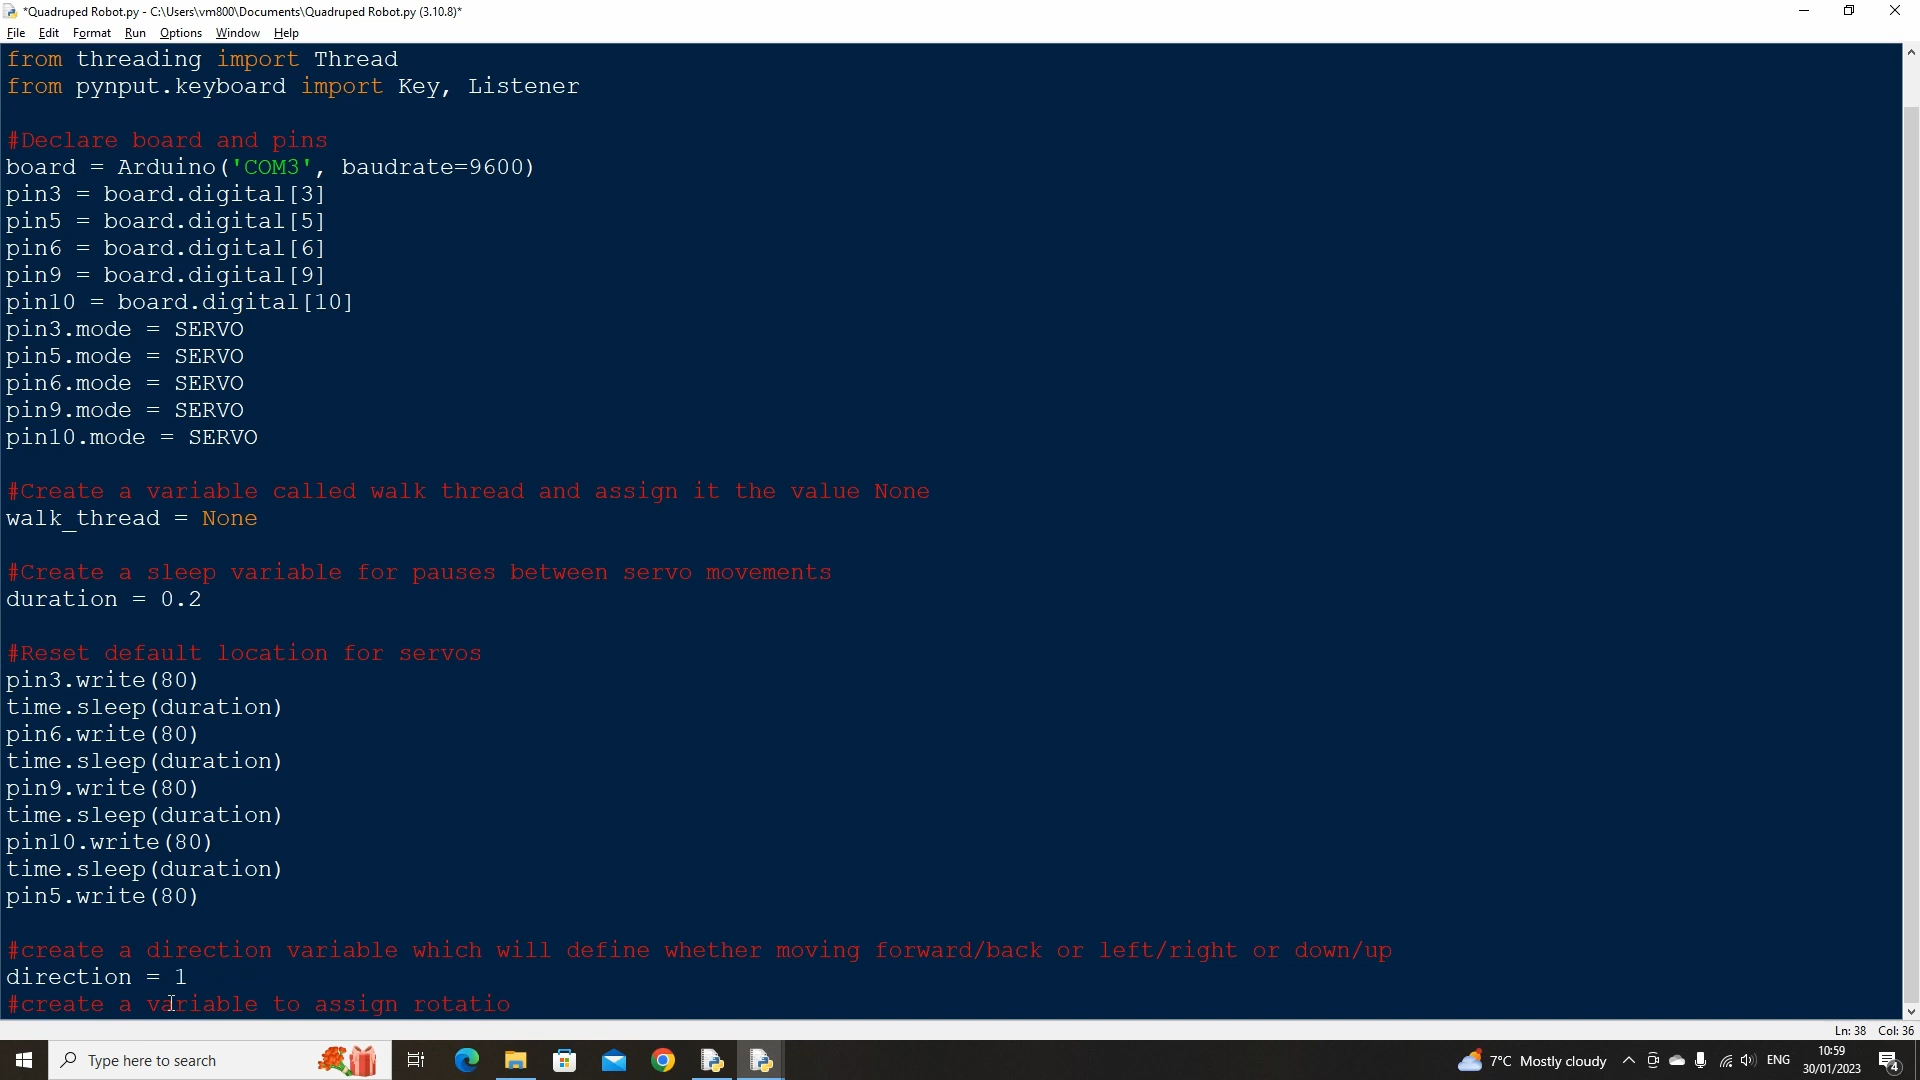 *Quadruped Robot.py - C:\Users\vm800\Documents\Quadruped Robot.py (3.10.8)*
File Edit Format Run Options Window Help
from threading import Thread
from pynput.keyboard import Key, Listener
#Declare board and pins
board = Arduino('COM3', baudrate=9600)
pin3 = board.digital[3]
pin5 = board.digital[5]
pin6 = board.digital[6]
pin9 = board.digital[9]
pin10 = board.digital[10]
pin3.mode = SERVO
pin5.mode = SERVO
pin6.mode = SERVO
pin9.mode = SERVO
pin10.mode = SERVO
#Create a variable called walk thread and assign it the value None
walk_thread = None
#Create a sleep variable for pauses between servo movements
duration = 0.2
#Reset default location for servos
pin3.write(80)
time.sleep(duration)
pin6.write(80)
time.sleep(duration)
pin9.write(80)
time.sleep(duration)
pin10.write(80)
time.sleep(duration)
pin5.write(80)
#create a direction variable which will define whether moving forward/back or left/right or down/up
direction = 1
#create a variable to assign rotatio
Ln: 38 Col: 36
Type here to search
7°C Mostly cloudy
ENG
10:59
30/01/2023
4